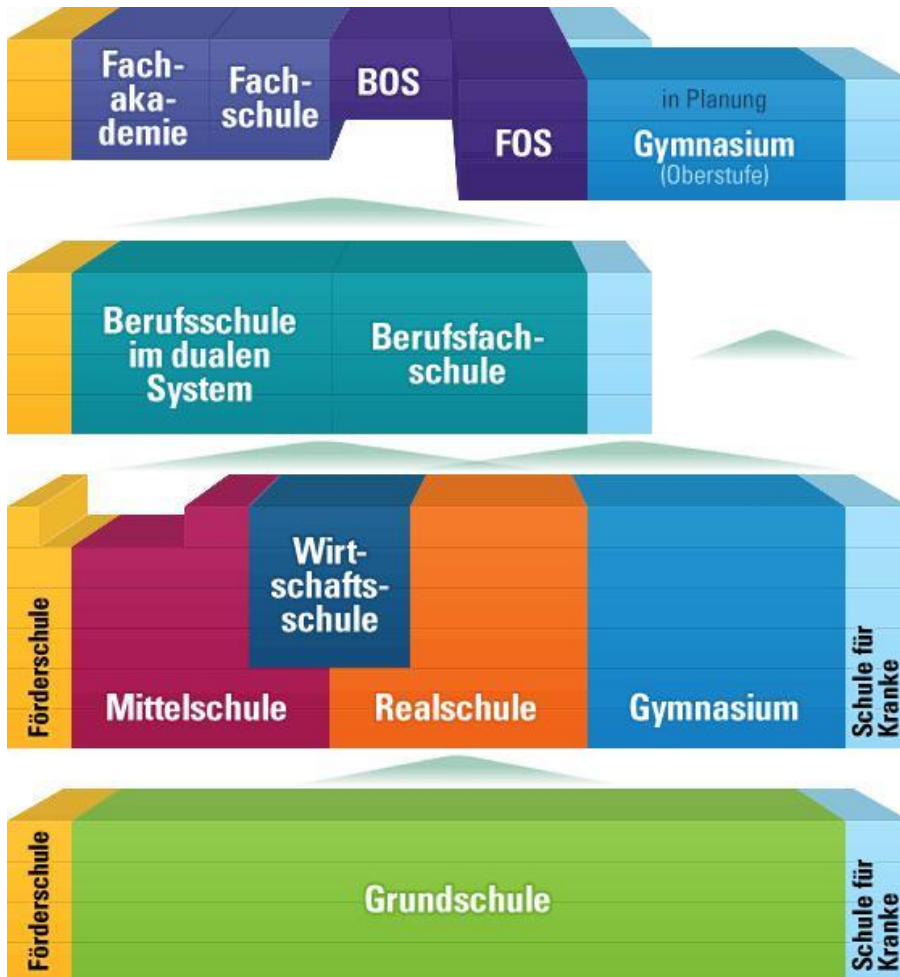 Fach-
aka-
demie
Fach-
schule
BOS
FOS
in Planung
Gymnasium
(Oberstufe)
Berufsschule
im dualen
System
Berufsfach-
schule
Förderschule
Mittelschule
Wirt-
schafts-
schule
Realschule
Gymnasium
Schule für
Kranke
Förderschule
Grundschule
Schule für
Kranke